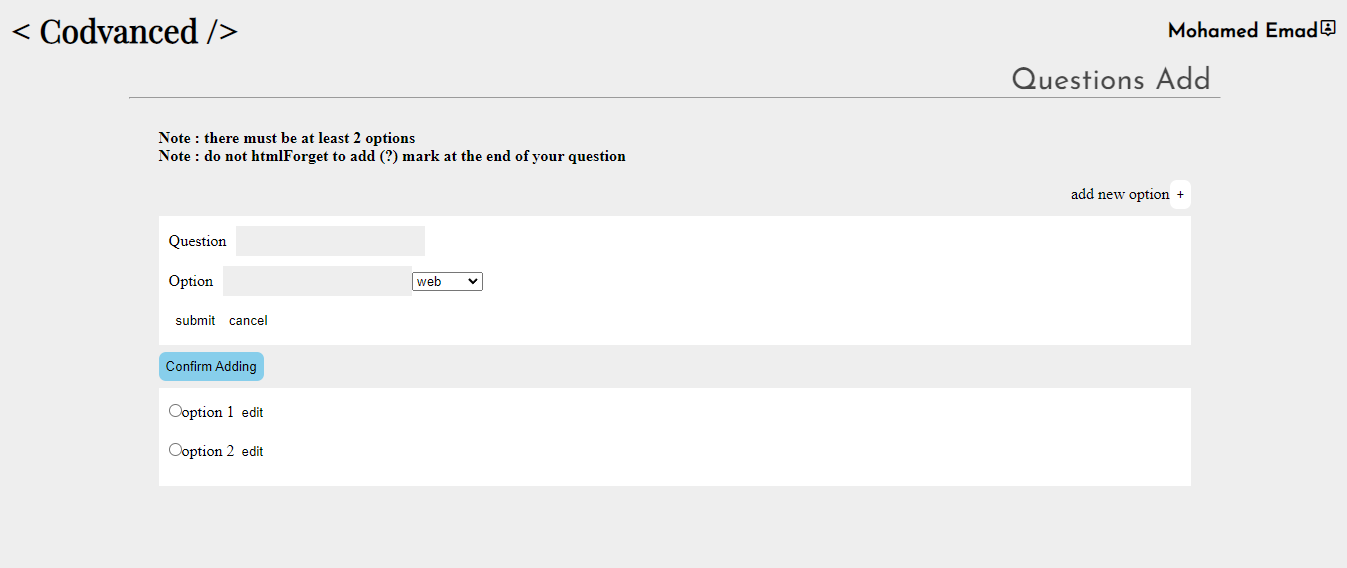 < Codvanced />
Mohamed Emad
Questions Add
Note : there must be at least 2 options
Note : do not htmlForget to add (?) mark at the end of your question
add new option +
Question
Option web
submit cancel
Confirm Adding
option 1 edit
option 2 edit